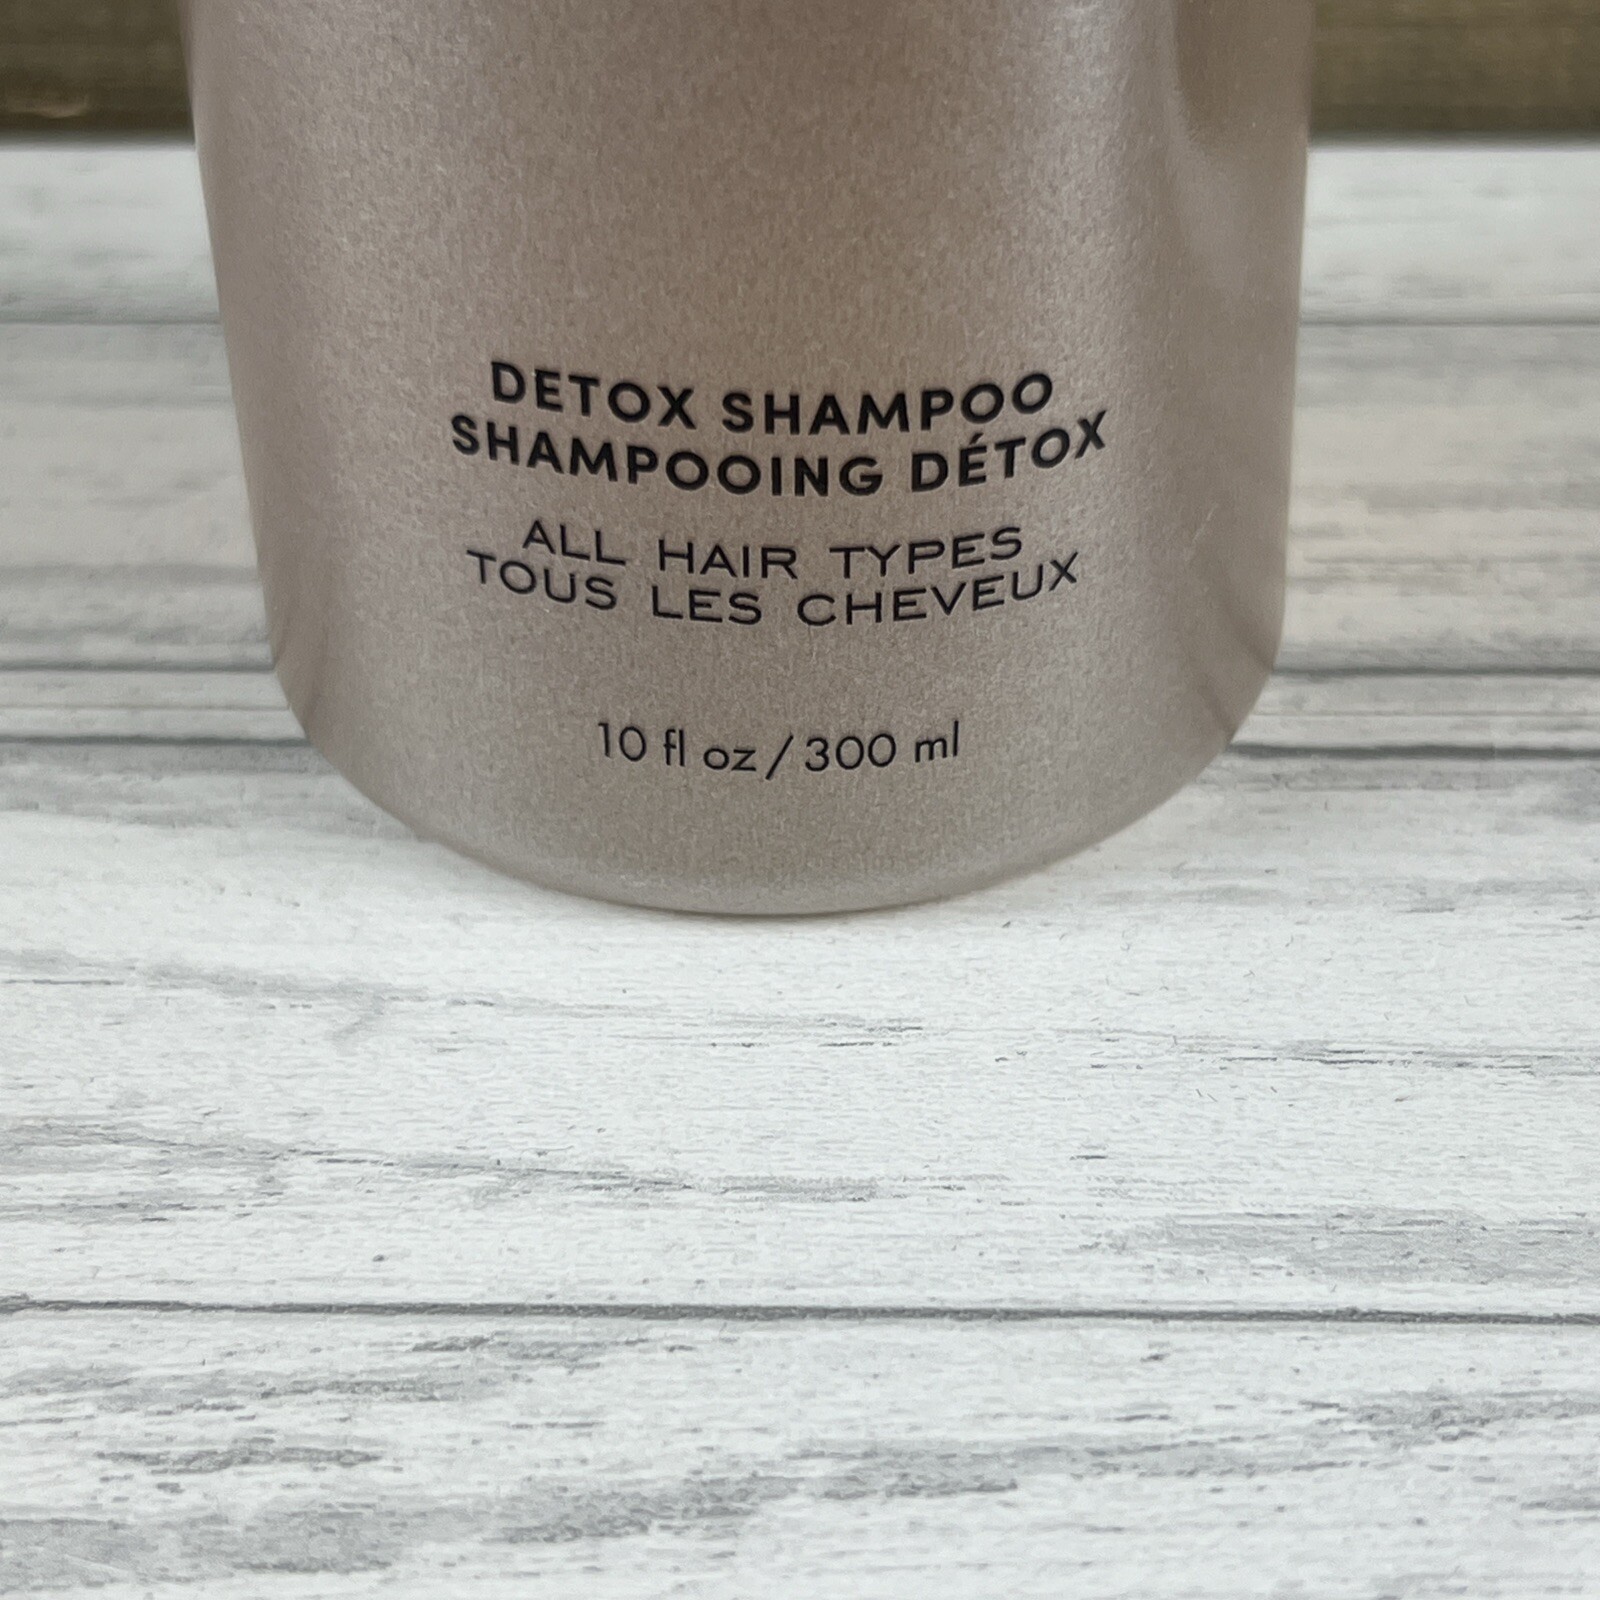 DETOX SHAMPOO
SHAMPOOING DÉTOX
ALL HAIR TYPES
TOUS LES CHEVEUX
10 fl oz / 300 ml